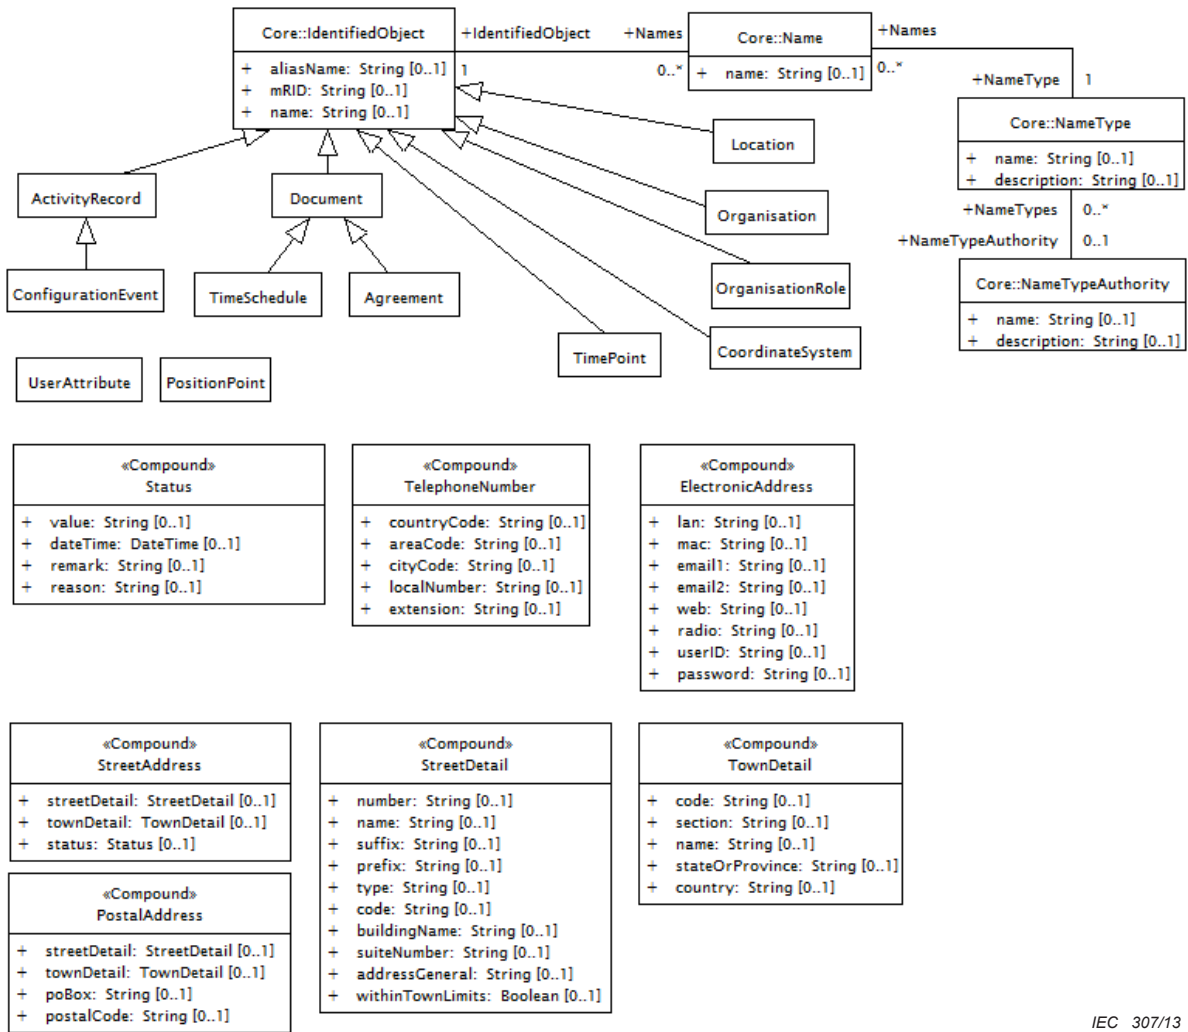 Core::IdentifiedObject
+ aliasName: String [0..1]
+ mRID: String [0..1]
+ name: String [0..1]
+IdentifiedObject
+Names
1
0..*
Core::Name
+ name: String [0..1]
+Names
0..*
+NameType
1
Core::NameType
+ name: String [0..1]
+ description: String [0..1]
+NameTypes
0..*
+NameTypeAuthority
0..1
Core::NameTypeAuthority
+ name: String [0..1]
+ description: String [0..1]
Location
ActivityRecord
Document
Organisation
ConfigurationEvent
TimeSchedule
Agreement
OrganisationRole
TimePoint
CoordinateSystem
UserAttribute
PositionPoint
«Compound»
Status
+ value: String [0..1]
+ dateTime: DateTime [0..1]
+ remark: String [0..1]
+ reason: String [0..1]
«Compound»
TelephoneNumber
+ countryCode: String [0..1]
+ areaCode: String [0..1]
+ cityCode: String [0..1]
+ localNumber: String [0..1]
+ extension: String [0..1]
«Compound»
ElectronicAddress
+ lan: String [0..1]
+ mac: String [0..1]
+ email1: String [0..1]
+ email2: String [0..1]
+ web: String [0..1]
+ radio: String [0..1]
+ userID: String [0..1]
+ password: String [0..1]
«Compound»
StreetAddress
+ streetDetail: StreetDetail [0..1]
+ townDetail: TownDetail [0..1]
+ status: Status [0..1]
«Compound»
PostalAddress
+ streetDetail: StreetDetail [0..1]
+ townDetail: TownDetail [0..1]
+ poBox: String [0..1]
+ postalCode: String [0..1]
«Compound»
StreetDetail
+ number: String [0..1]
+ name: String [0..1]
+ suffix: String [0..1]
+ prefix: String [0..1]
+ type: String [0..1]
+ code: String [0..1]
+ buildingName: String [0..1]
+ suiteNumber: String [0..1]
+ addressGeneral: String [0..1]
+ withinTownLimits: Boolean [0..1]
«Compound»
TownDetail
+ code: String [0..1]
+ section: String [0..1]
+ name: String [0..1]
+ stateOrProvince: String [0..1]
+ country: String [0..1]
IEC 307/13